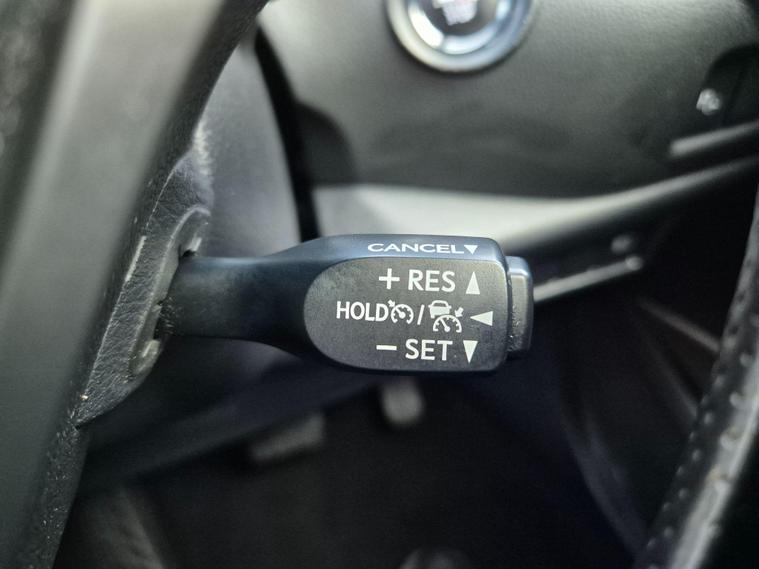 CANCEL▼
+ RES ▲
HOLD / ◀
− SET ▼